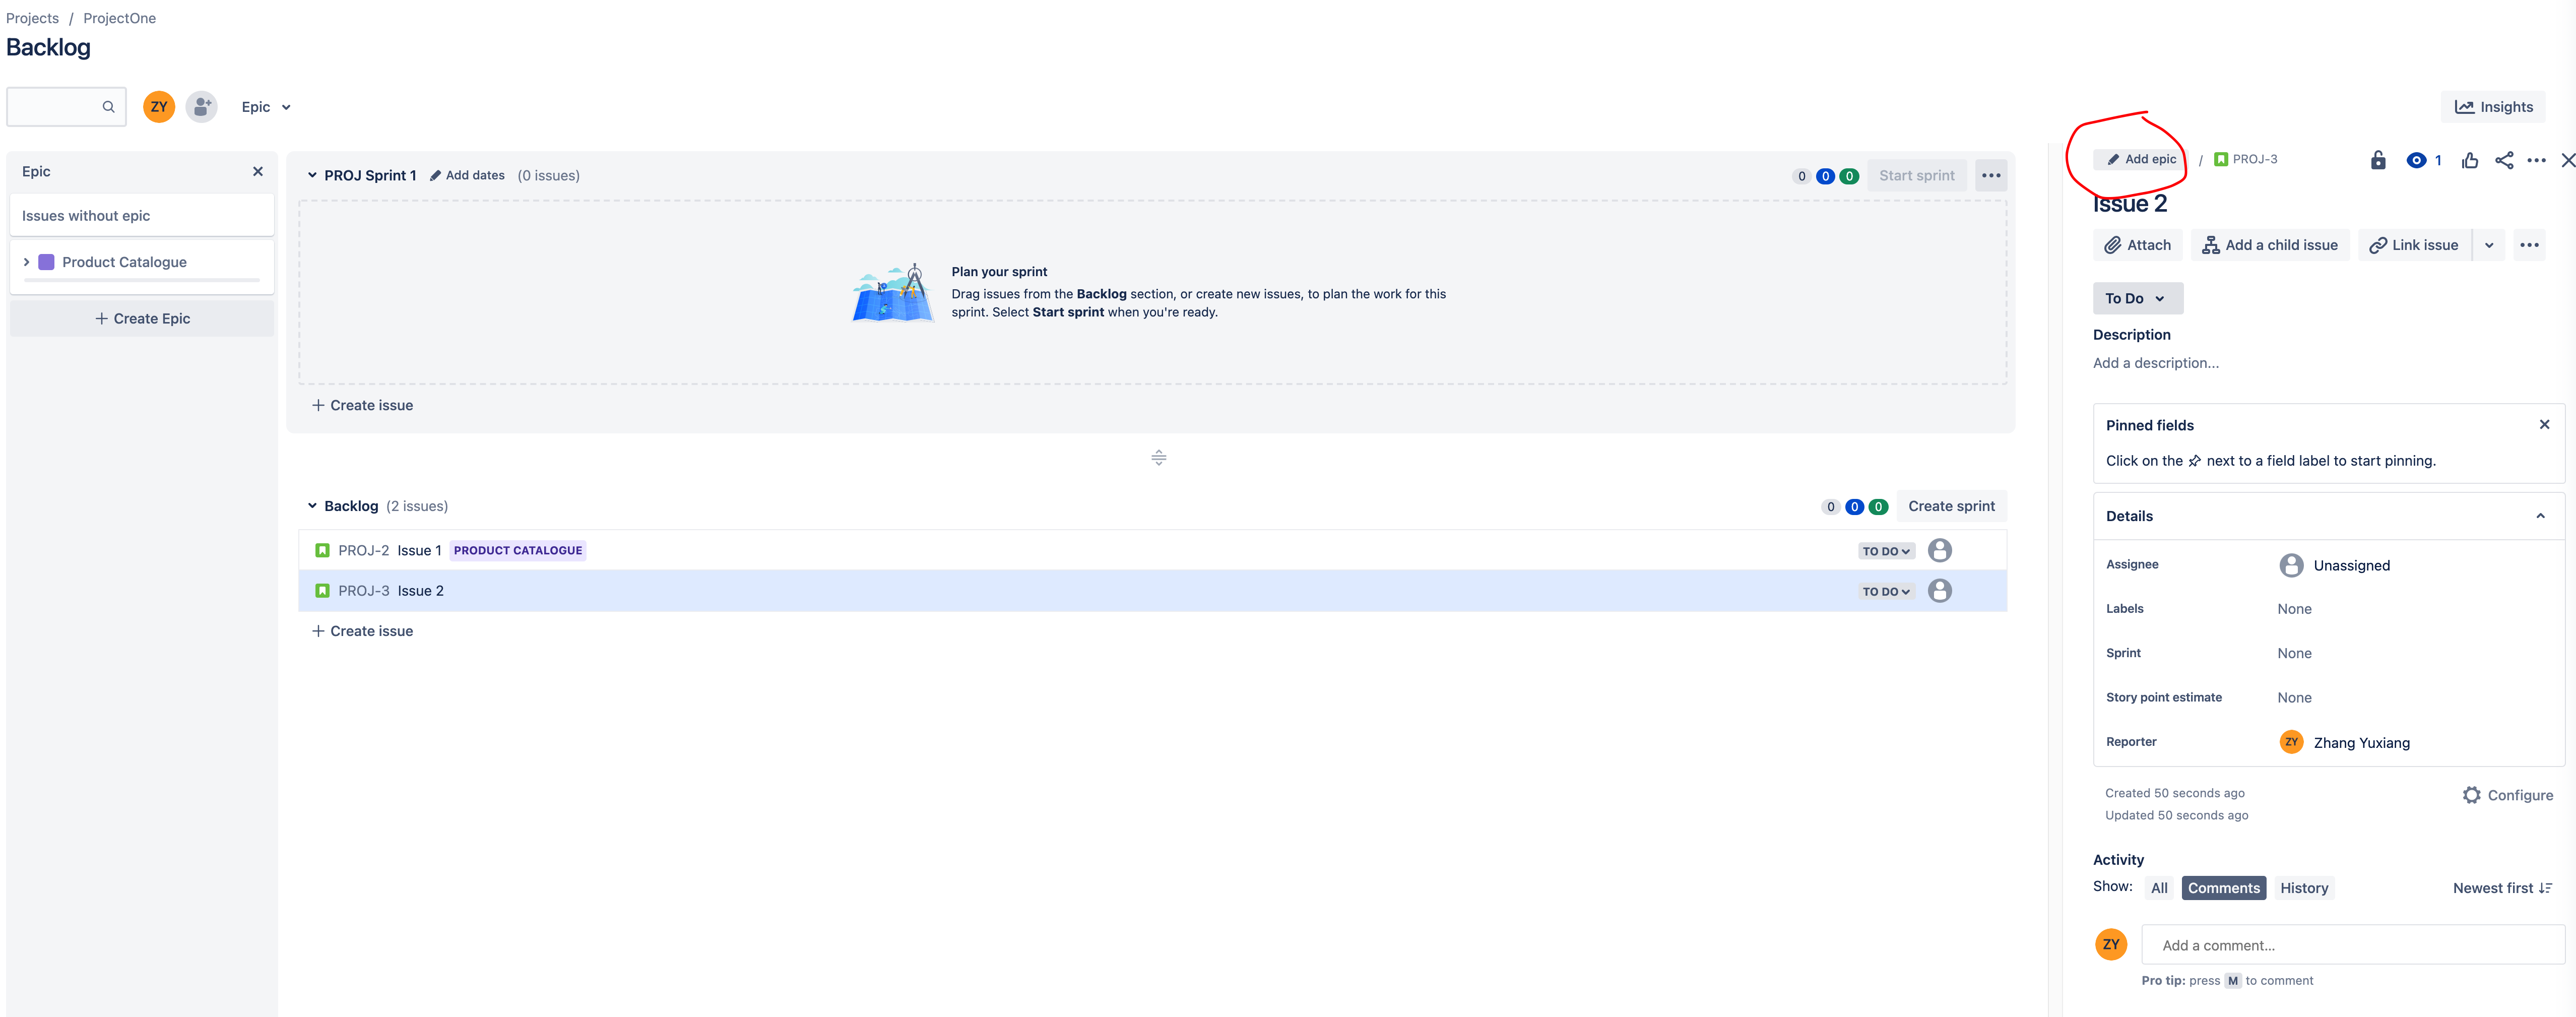 Projects / ProjectOne
Backlog
ZY
Epic
Insights
Epic
Issues without epic
Product Catalogue
+ Create Epic
PROJ Sprint 1 Add dates (0 issues)
0 0 0 Start sprint
Plan your sprint
Drag issues from the Backlog section, or create new issues, to plan the work for this
sprint. Select Start sprint when you're ready.
+ Create issue
Backlog (2 issues)
0 0 0 Create sprint
PROJ-2 Issue 1 PRODUCT CATALOGUE TO DO
PROJ-3 Issue 2 TO DO
+ Create issue
Add epic / PROJ-3
1
Issue 2
Attach Add a child issue Link issue
To Do
Description
Add a description...
Pinned fields
Click on the next to a field label to start pinning.
Details
Assignee Unassigned
Labels None
Sprint None
Story point estimate None
Reporter ZY Zhang Yuxiang
Created 50 seconds ago
Updated 50 seconds ago
Configure
Activity
Show: All Comments History Newest first
ZY Add a comment...
Pro tip: press M to comment